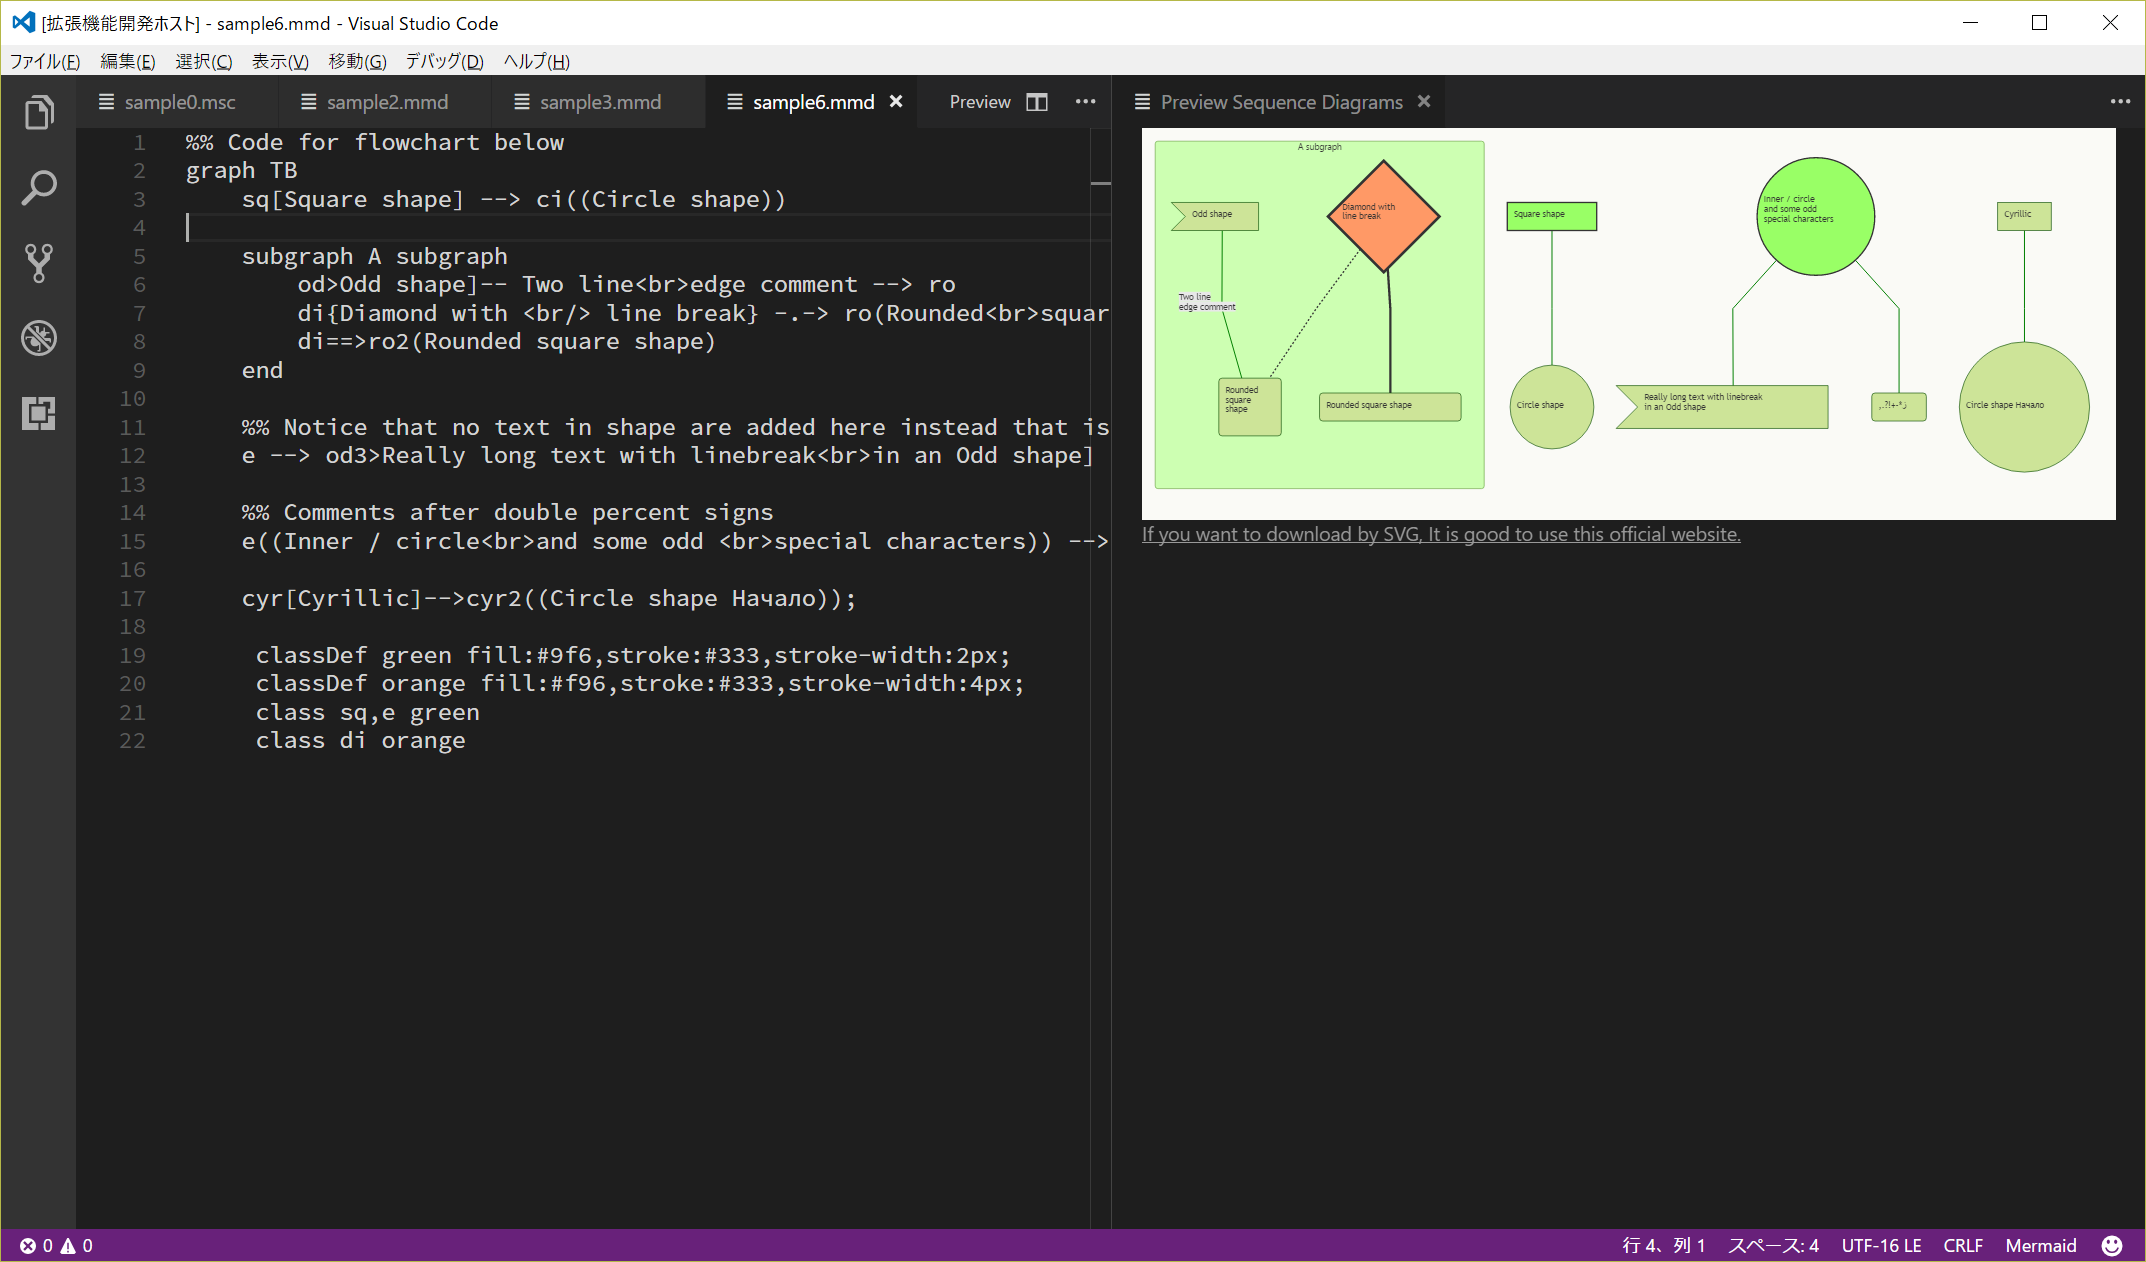 [拡張機能開発ホスト] - sample6.mmd - Visual Studio Code
ファイル(F) 編集(E) 選択(C) 表示(V) 移動(G) デバッグ(D) ヘルプ(H)
sample0.msc sample2.mmd sample3.mmd sample6.mmd Preview
1 %% Code for flowchart below
2 graph TB
3 sq[Square shape] --> ci((Circle shape))
4
5 subgraph A subgraph
6 od>Odd shape]-- Two line<br>edge comment --> ro
7 di{Diamond with <br/> line break} -.-> ro(Rounded<br>squar
8 di==>ro2(Rounded square shape)
9 end
10
11 %% Notice that no text in shape are added here instead that is
12 e --> od3>Really long text with linebreak<br>in an Odd shape]
13
14 %% Comments after double percent signs
15 e((Inner / circle<br>and some odd <br>special characters)) -->
16
17 cyr[Cyrillic]-->cyr2((Circle shape Начало));
18
19 classDef green fill:#9f6,stroke:#333,stroke-width:2px;
20 classDef orange fill:#f96,stroke:#333,stroke-width:4px;
21 class sq,e green
22 class di orange
Preview Sequence Diagrams
A subgraph
Odd shape
Diamond with
line break
Square shape
Inner / circle
and some odd
special characters
Cyrillic
Two line
edge comment
Rounded
square
shape
Rounded square shape
Circle shape
Really long text with linebreak
in an Odd shape
Circle shape Начало
If you want to download by SVG, It is good to use this official website.
0 0
行 4、列 1 スペース: 4 UTF-16 LE CRLF Mermaid